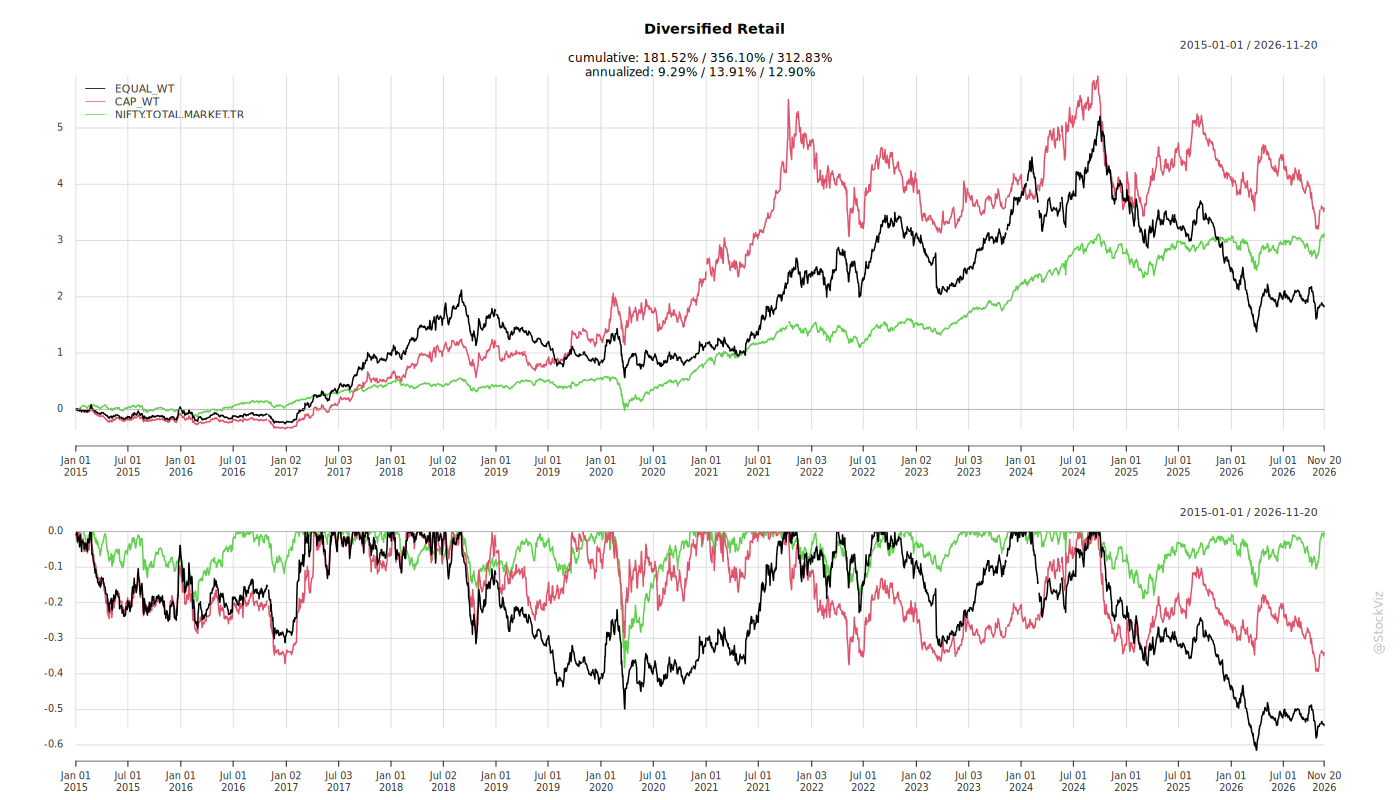 Diversified Retail
2015-01-01 / 2026-11-20
cumulative: 181.52% / 356.10% / 312.83%
annualized: 9.29% / 13.91% / 12.90%
EQUAL_WT
CAP_WT
NIFTY.TOTAL.MARKET.TR
5
4
3
2
1
0
Jan 01 Jul 01 Jan 01 Jul 01 Jan 02 Jul 03 Jan 01 Jul 02 Jan 01 Jul 01 Jan 01 Jul 01 Jan 01 Jul 01 Jan 03 Jul 01 Jan 02 Jul 03 Jan 01 Jul 01 Jan 01 Jul 01 Jan 01 Jul 01 Nov 20
2015 2015 2016 2016 2017 2017 2018 2018 2019 2019 2020 2020 2021 2021 2022 2022 2023 2023 2024 2024 2025 2025 2026 2026 2026
2015-01-01 / 2026-11-20
0.0
-0.1
-0.2
-0.3
-0.4
-0.5
-0.6
Jan 01 Jul 01 Jan 01 Jul 01 Jan 02 Jul 03 Jan 01 Jul 02 Jan 01 Jul 01 Jan 01 Jul 01 Jan 01 Jul 01 Jan 03 Jul 01 Jan 02 Jul 03 Jan 01 Jul 01 Jan 01 Jul 01 Jan 01 Jul 01 Nov 20
2015 2015 2016 2016 2017 2017 2018 2018 2019 2019 2020 2020 2021 2021 2022 2022 2023 2023 2024 2024 2025 2025 2026 2026 2026
@StockViz